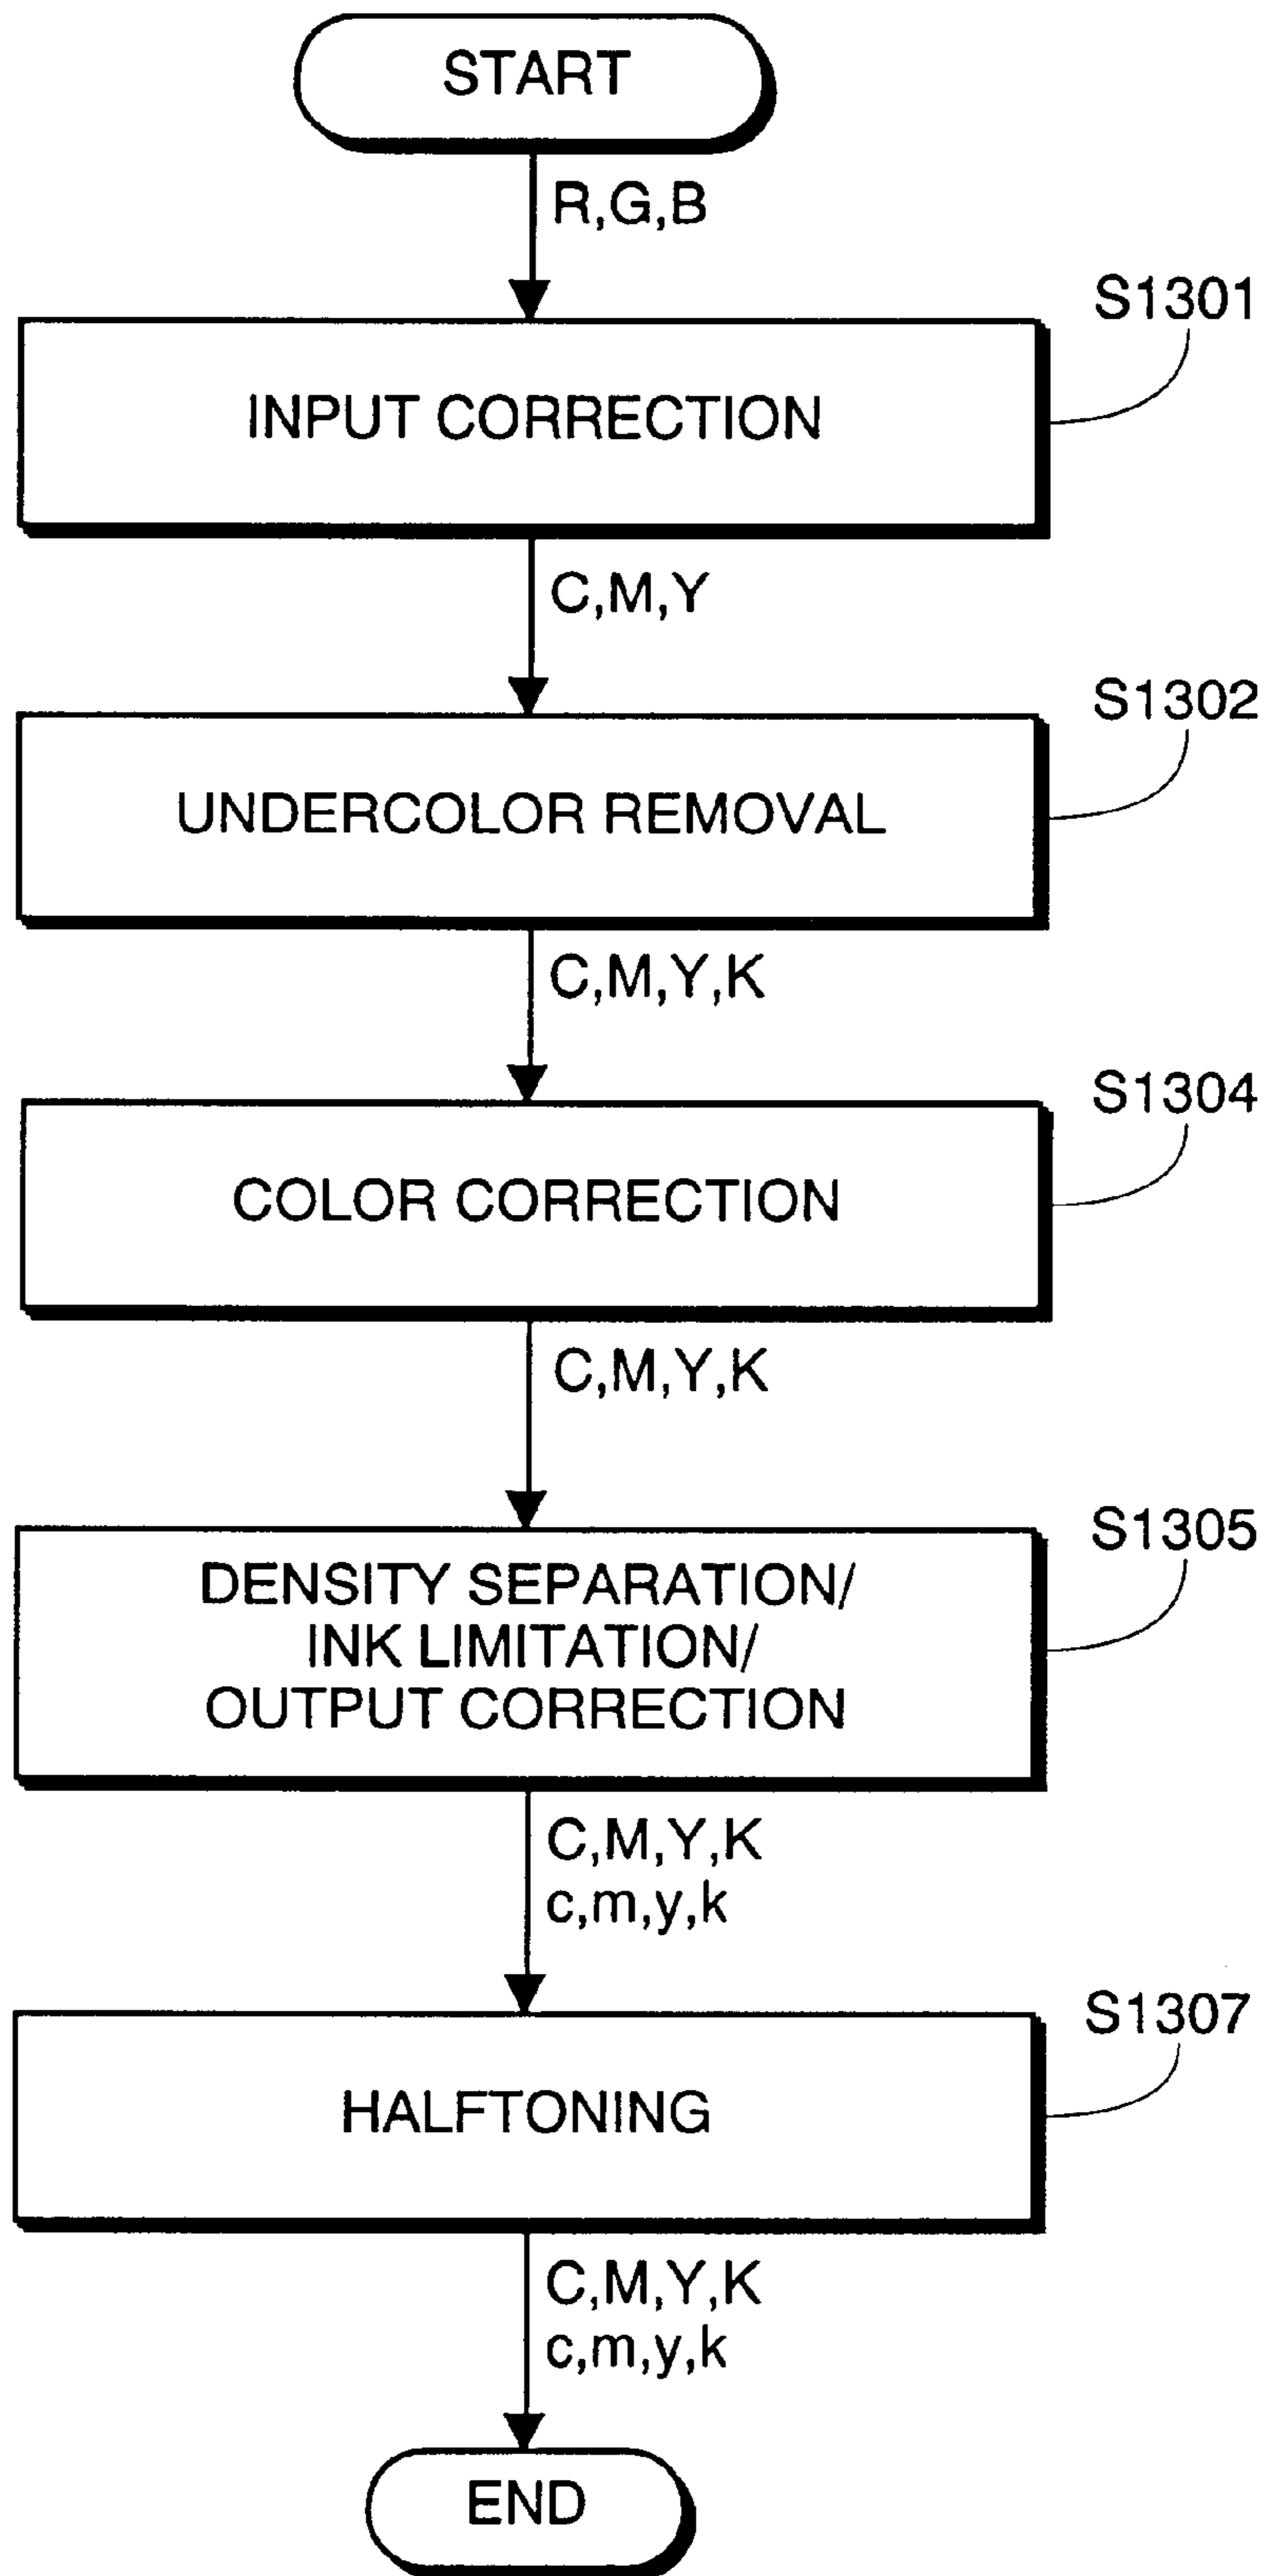 START
R,G,B
S1301
INPUT CORRECTION
C,M,Y
S1302
UNDERCOLOR REMOVAL
C,M,Y,K
S1304
COLOR CORRECTION
C,M,Y,K
S1305
DENSITY SEPARATION/
INK LIMITATION/
OUTPUT CORRECTION
C,M,Y,K
c,m,y,k
S1307
HALFTONING
C,M,Y,K
c,m,y,k
END